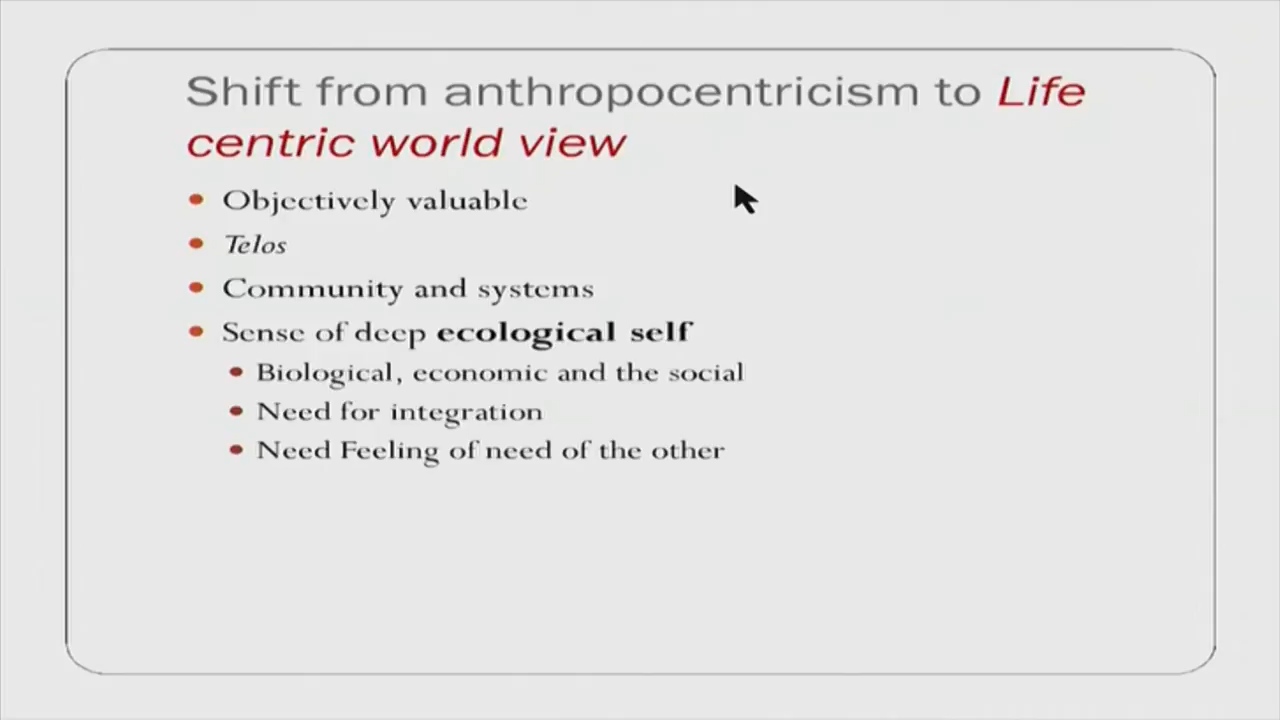 Shift from anthropocentricism to Life
centric world view
Objectively valuable
Telos
Community and systems
Sense of deep ecological self
Biological, economic and the social
Need for integration
Need Feeling of need of the other